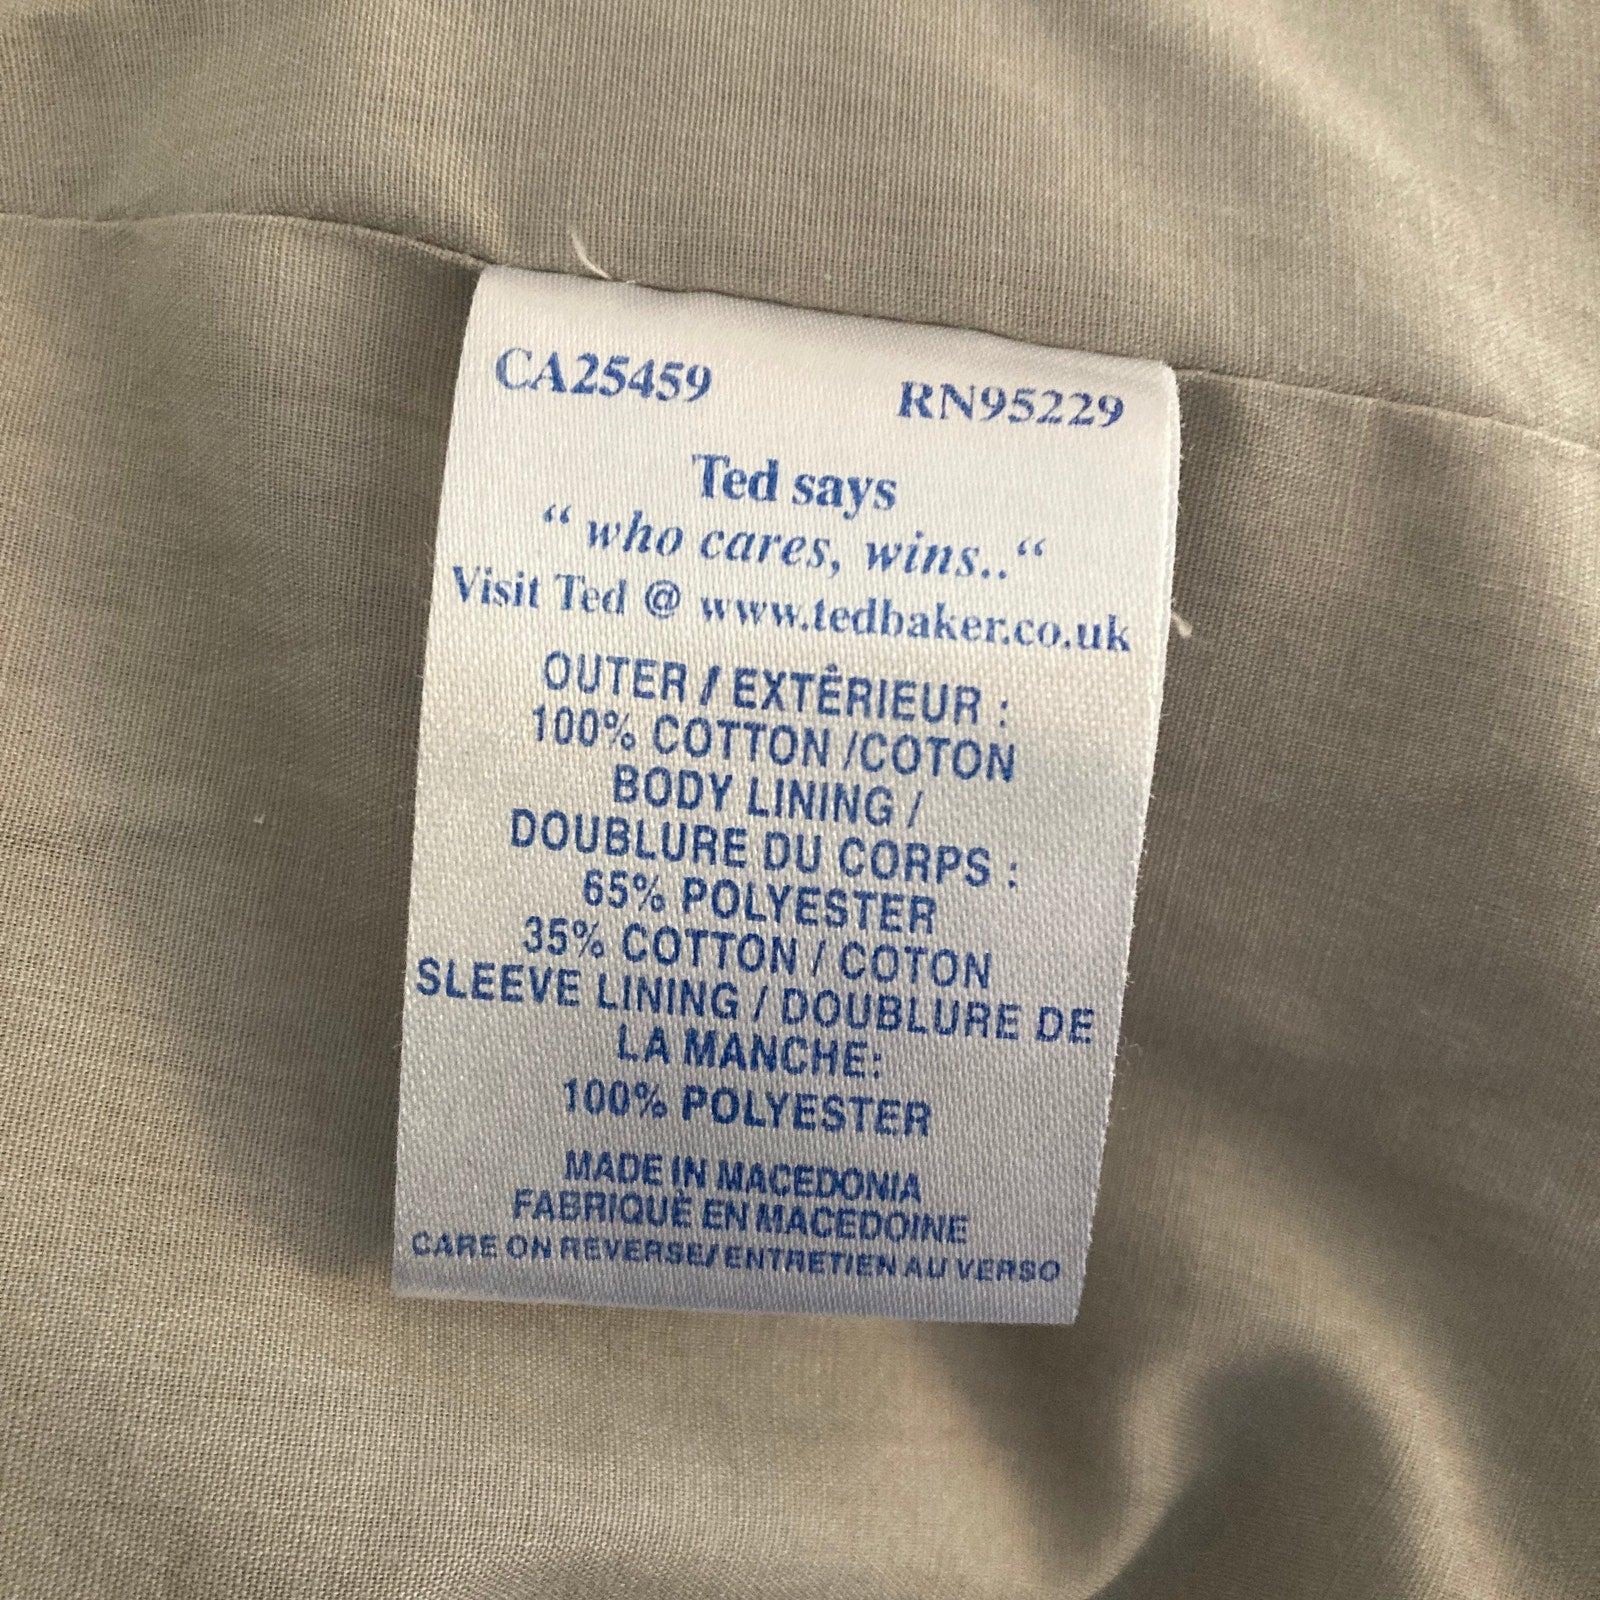 CA25459 RN95229
Ted says
“ who cares, wins..“
Visit Ted @ www.tedbaker.co.uk
OUTER / EXTÊRIEUR :
100% COTTON /COTON
BODY LINING /
DOUBLURE DU CORPS :
65% POLYESTER
35% COTTON / COTON
SLEEVE LINING / DOUBLURE DE
LA MANCHE:
100% POLYESTER
MADE IN MACEDONIA
FABRIQUÈ EN MACEDOINE
CARE ON REVERSE/ ENTRETIEN AU VERSO